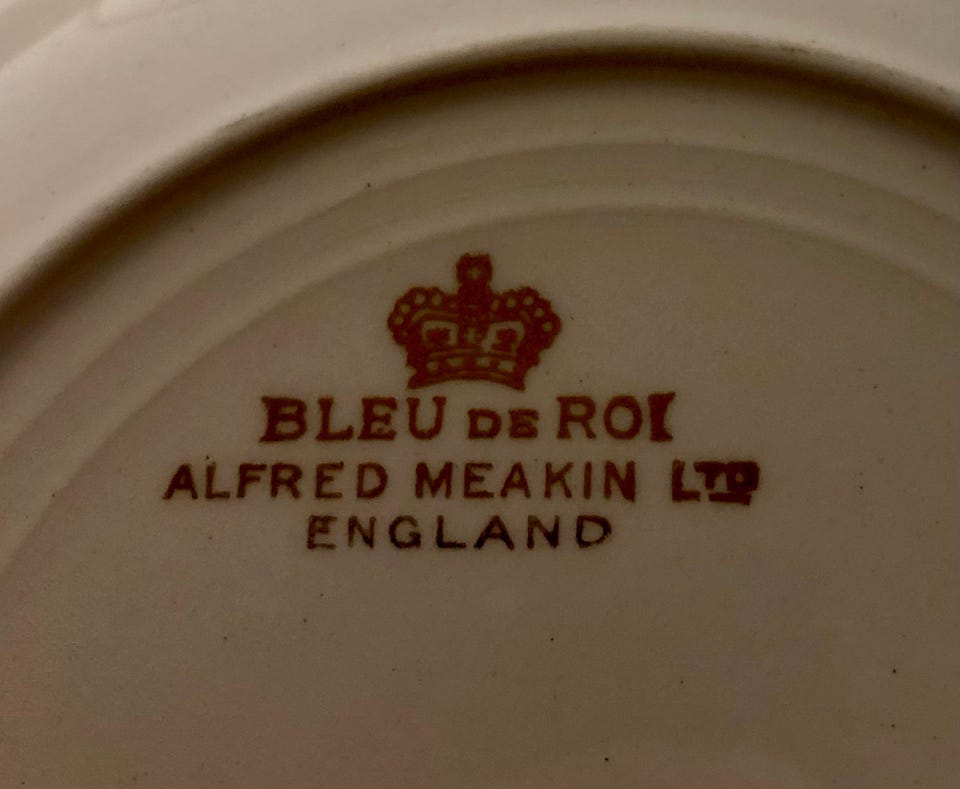 BLEU DE ROI
ALFRED MEAKIN LTD
ENGLAND